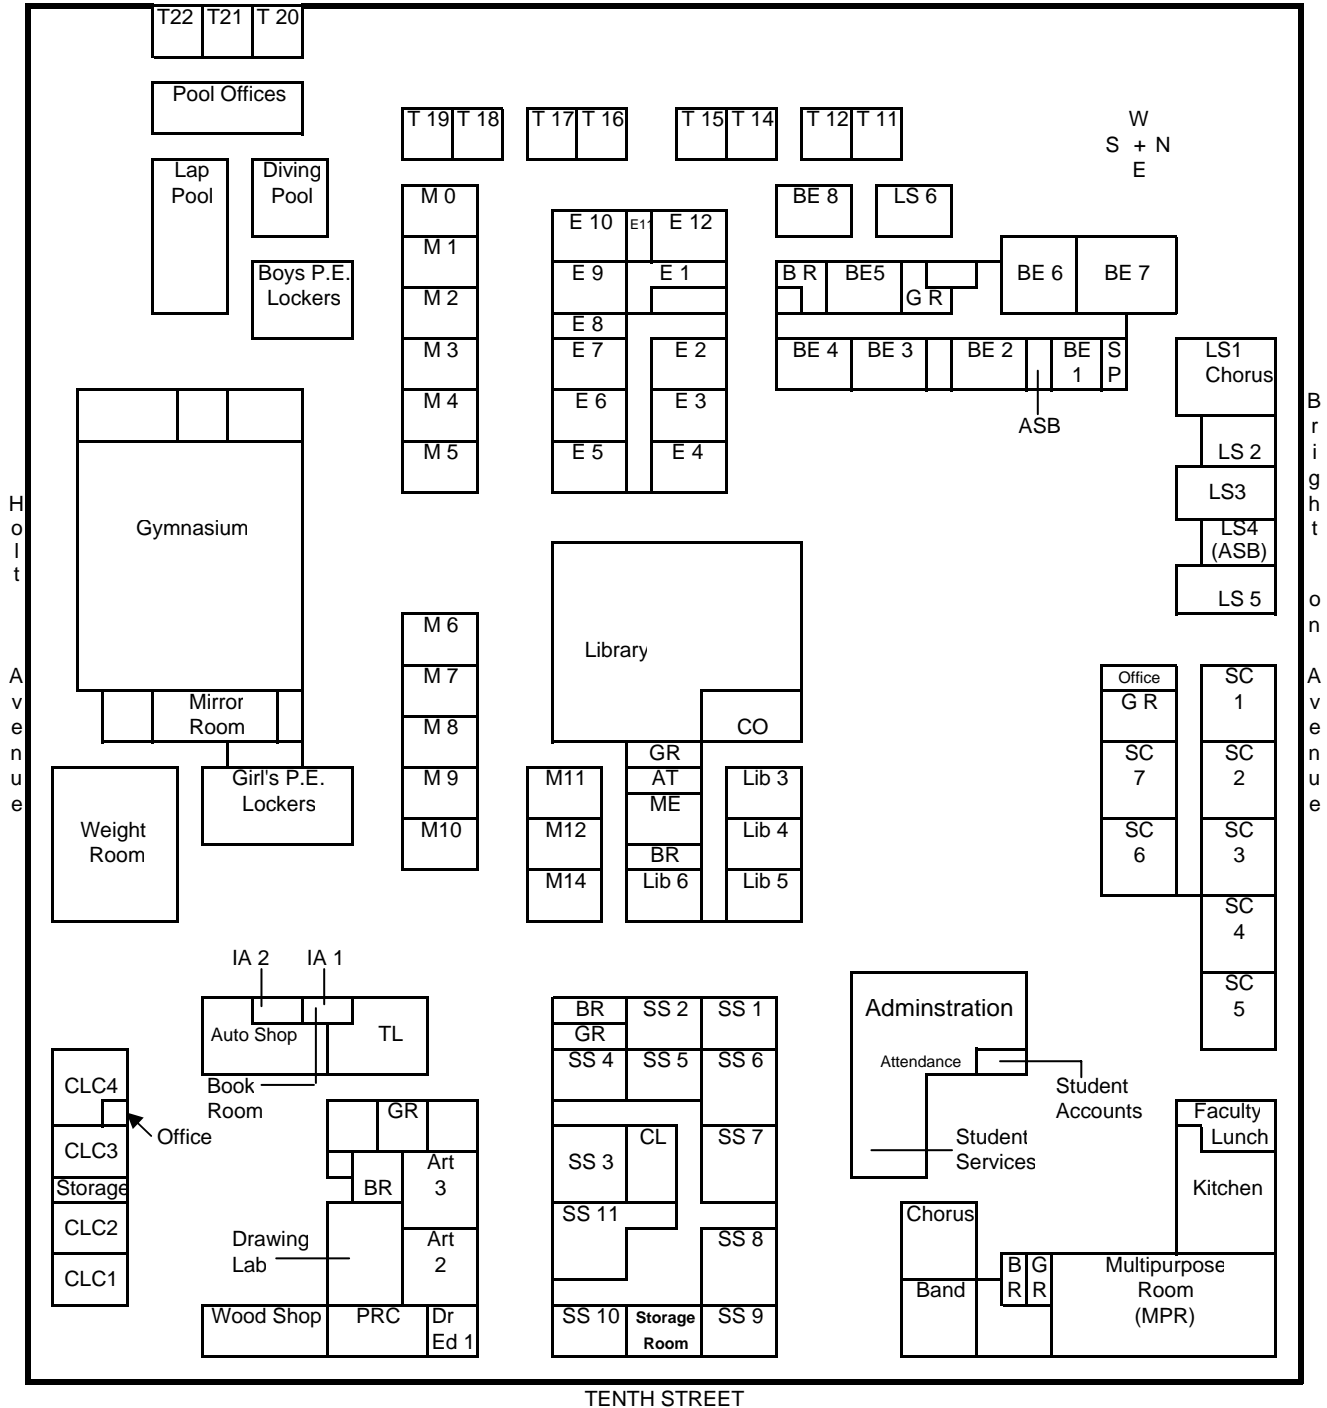 T22 T21 T 20
Pool Offices
T 19 T 18 T 17 T 16 T 15 T 14 T 12 T 11
W
S + N
E
Lap
Pool
Diving
Pool
M 0
BE 8 LS 6
E 10 E11 E 12
M 1
Boys P.E.
Lockers
E 9 E 1
B R BE5 G R BE 6 BE 7
M 2
E 8
M 3
E 7 E 2
BE 4 BE 3 BE 2 BE
1
S
P
LS1
Chorus
M 4
E 6 E 3
ASB
M 5
E 5 E 4
LS 2
LS3
LS4
(ASB)
LS 5
Gymnasium
Holt Avenue
Bright on Avenue
M 6
Library
M 7
Office
G R
SC
1
Mirror
Room
M 8
CO
GR
SC
7
SC
2
Girl's P.E.
Lockers
M 9
M11
AT
ME
Lib 3
Weight
Room
M10
M12
BR
Lib 4
SC
6
SC
3
M14
Lib 6
Lib 5
SC
4
IA 2 IA 1
SC
5
Auto Shop
TL
BR
GR
SS 2 SS 1
Adminstration
Attendance
SS 4 SS 5 SS 6
CLC4
Book
Room
Student
Accounts
Office
GR
Faculty
Lunch
CLC3
Art
3
SS 3
CL
SS 7
Student
Services
Storage
BR
Kitchen
CLC2
SS 11
Chorus
Drawing
Lab
Art
2
SS 8
CLC1
Band
B
R
G
R
Multipurpose
Room
(MPR)
Wood Shop PRC Dr
Ed 1
SS 10 Storage
Room
SS 9
TENTH STREET